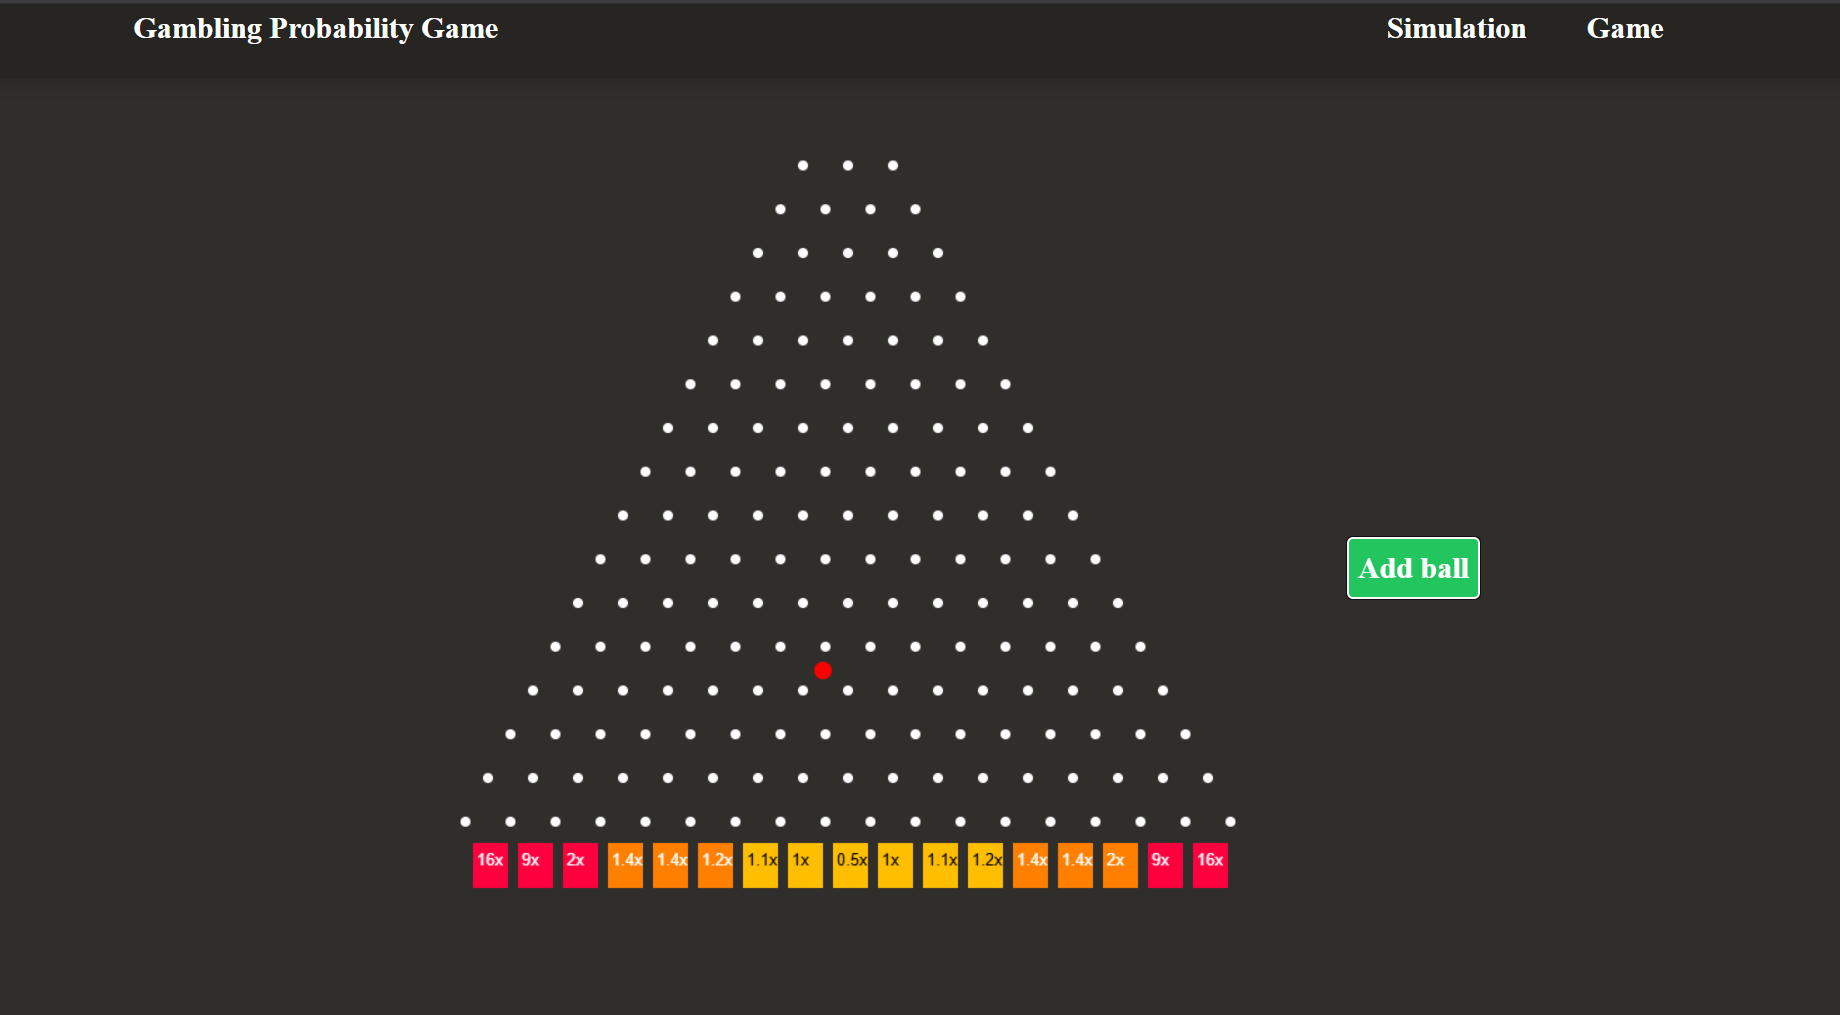 Gambling Probability Game
Simulation
Game
Add ball
16x 9x 2x 1.4x 1.4x 1.2x 1.1x 1x 0.5x 1x 1.1x 1.2x 1.4x 1.4x 2x 9x 16x